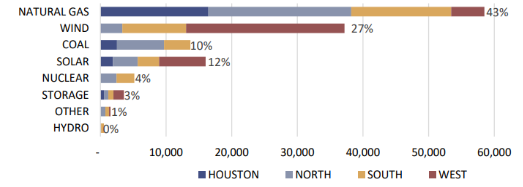 NATURAL GAS 43%
WIND 27%
COAL 10%
SOLAR 12%
NUCLEAR 4%
STORAGE 3%
OTHER 1%
HYDRO 0%
- 10,000 20,000 30,000 40,000 50,000 60,000
HOUSTON NORTH SOUTH WEST